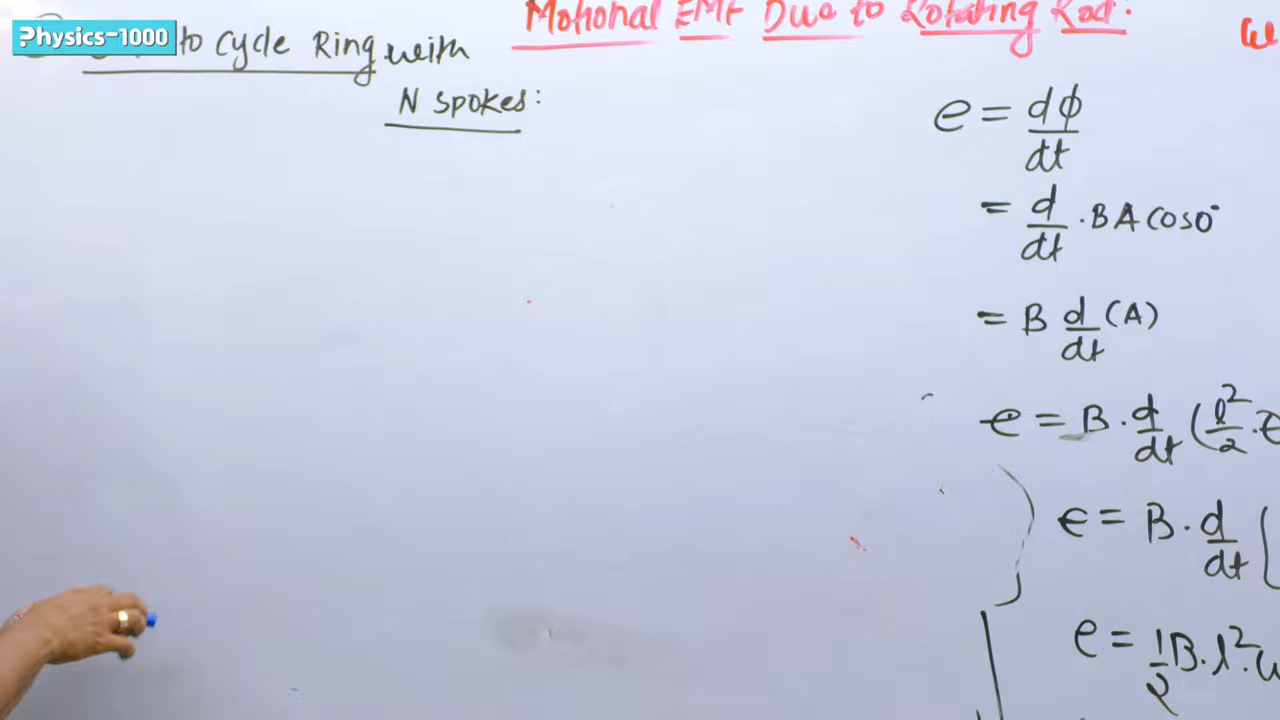 Physics-1000
to Cycle Ring with
N spokes:
Motional EMF Due to Rotating Rod:
e = dϕ/dt
= d/dt · BA Cos0°
= B d/dt (A)
e = B · d/dt (l²/2 ·
e = B · d/dt (
e = 1/2 B · l² · ω